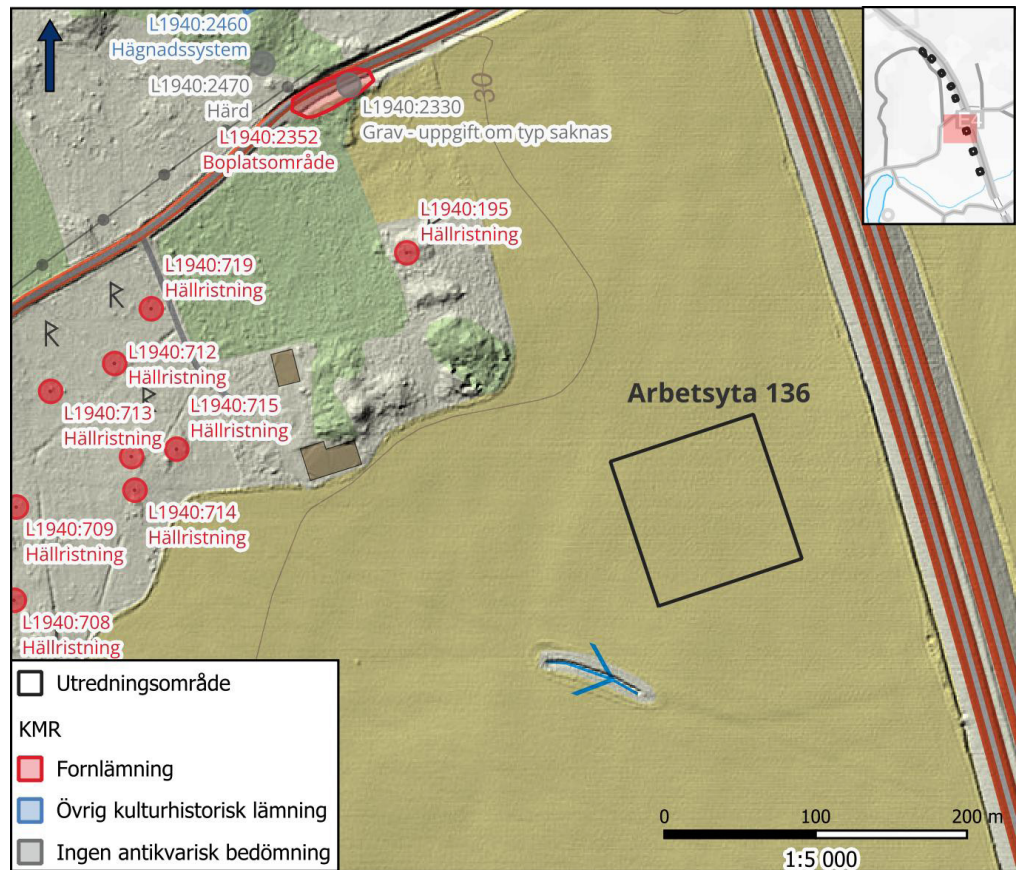 L1940:2460
Hägnadssystem
L1940:2470
Härd
L1940:2352
Boplatsområde
L1940:2330
Grav - uppgift om typ saknas
30
E4
L1940:195
Hällristning
L1940:719
Hällristning
L1940:712
Hällristning
L1940:713
Hällristning
L1940:715
Hällristning
L1940:714
Hällristning
L1940:709
Hällristning
L1940:708
Hällristning
Arbetsyta 136
Utredningsområde
KMR
Fornlämning
Övrig kulturhistorisk lämning
Ingen antikvarisk bedömning
0 100 200 m
1:5 000